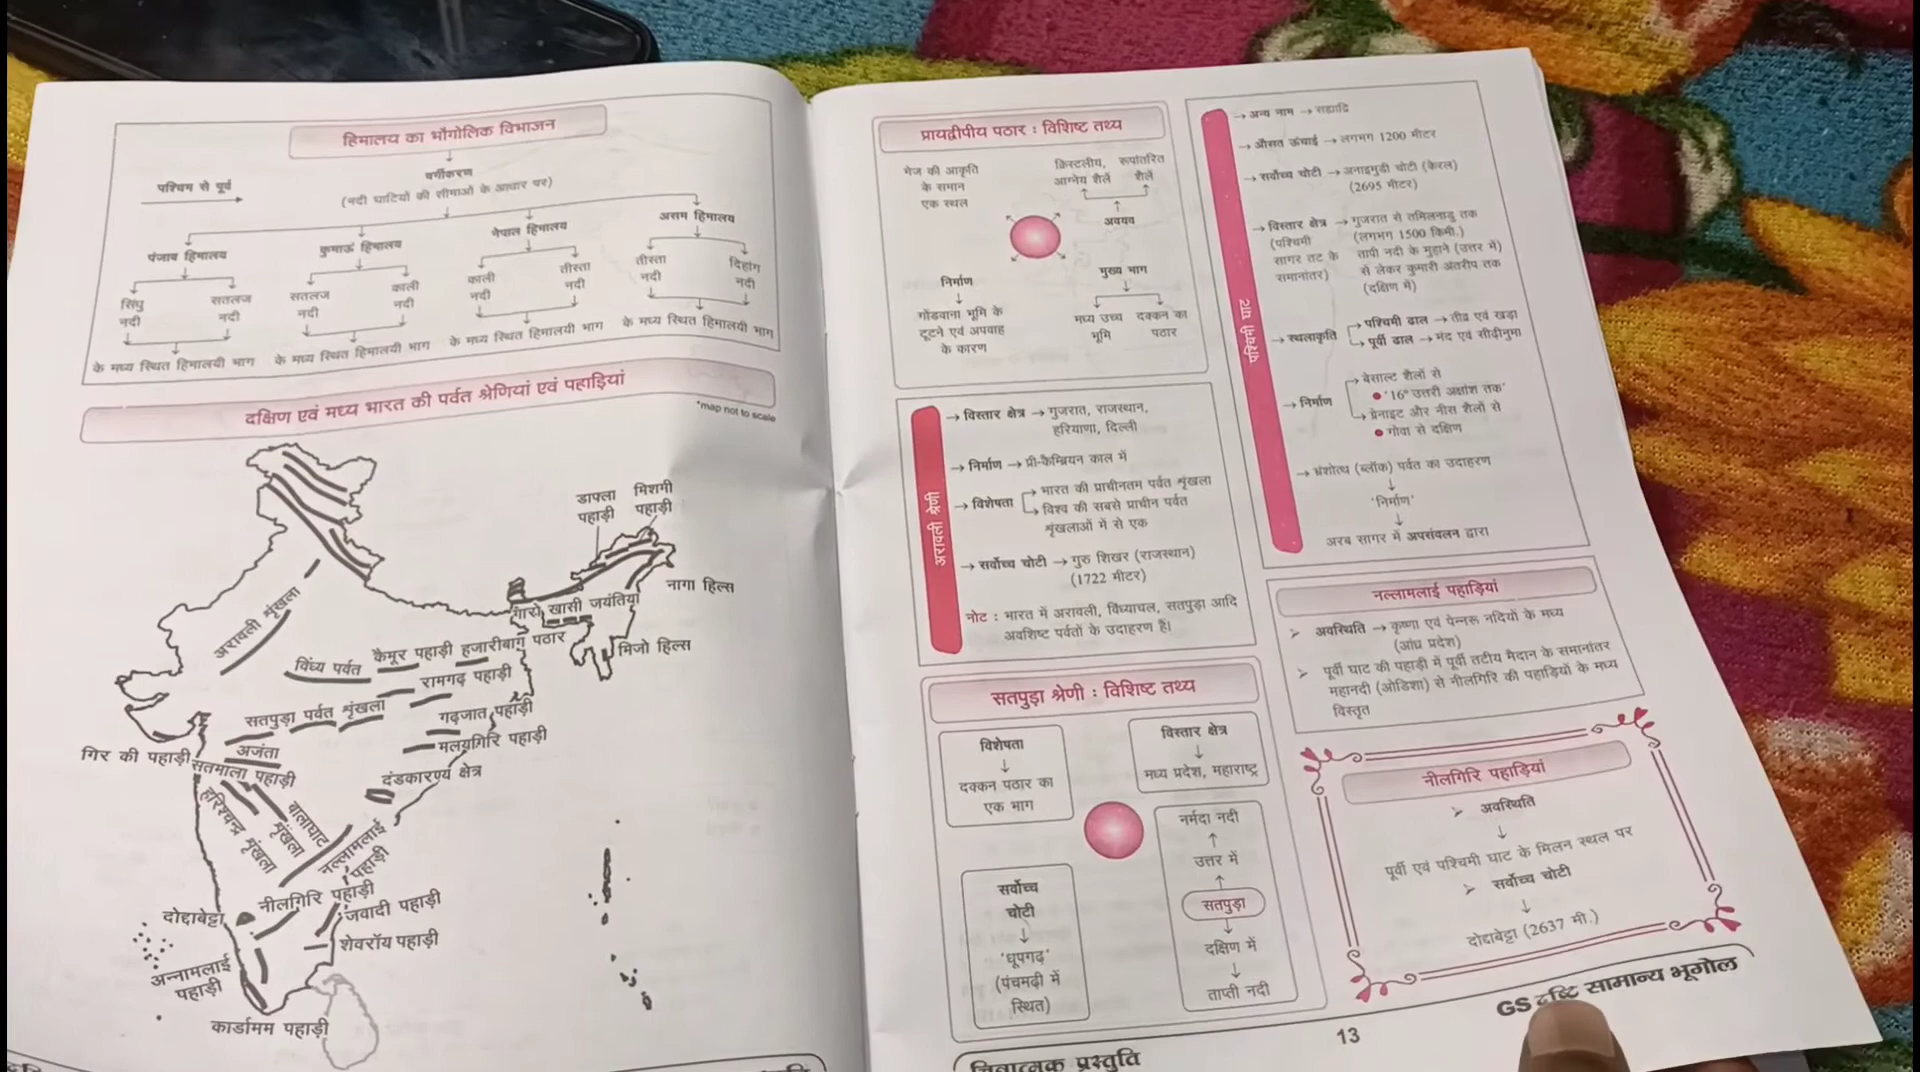 हिमालय का भौगोलिक विभाजन
वर्गीकरण
(नदी घाटियों की सीमाओं के आधार पर)
पश्चिम से पूर्व
पंजाब हिमालय
कुमाऊं हिमालय
नेपाल हिमालय
असम हिमालय
सिंधु नदी
सतलज नदी
सतलज नदी
काली नदी
काली नदी
तीस्ता नदी
तीस्ता नदी
दिहांग नदी
के मध्य स्थित हिमालयी भाग
के मध्य स्थित हिमालयी भाग
के मध्य स्थित हिमालयी भाग
के मध्य स्थित हिमालयी भाग
दक्षिण एवं मध्य भारत की पर्वत श्रेणियां एवं पहाड़ियां
*map not to scale
डाफ्ला पहाड़ी
मिशमी पहाड़ी
नागा हिल्स
गारो खासी जयंतिया
मिजो हिल्स
अरावली शृंखला
विंध्य पर्वत
कैमूर पहाड़ी
हजारीबाग पठार
रामगढ़ पहाड़ी
सतपुड़ा पर्वत शृंखला
गढ़जात पहाड़ी
मलयगिरि पहाड़ी
गिर की पहाड़ी
अजंता
सतमाला पहाड़ी
दंडकारण्य क्षेत्र
हरिश्चन्द्र शृंखला
बालाघाट शृंखला
नल्लामलाई पहाड़ी
नीलगिरि पहाड़ी
दोद्दाबेट्टा
जवादी पहाड़ी
शेवरॉय पहाड़ी
अन्नामलाई पहाड़ी
कार्डामम पहाड़ी
प्रायद्वीपीय पठार : विशिष्ट तथ्य
मेज की आकृति
के समान
एक स्थल
क्रिस्टलीय, रूपांतरित
आग्नेय शैलें शैलें
अवयव
निर्माण
गोंडवाना भूमि के
टूटने एवं अपवाह
के कारण
मुख्य भाग
मध्य उच्च भूमि
दक्कन का पठार
अरावली श्रेणी
→ विस्तार क्षेत्र → गुजरात, राजस्थान,
हरियाणा, दिल्ली
→ निर्माण → प्री-कैम्ब्रियन काल में
→ विशेषता → भारत की प्राचीनतम पर्वत शृंखला
→ विश्व की सबसे प्राचीन पर्वत
शृंखलाओं में से एक
→ सर्वोच्च चोटी → गुरु शिखर (राजस्थान)
(1722 मीटर)
नोट : भारत में अरावली, विंध्याचल, सतपुड़ा आदि
अवशिष्ट पर्वतों के उदाहरण हैं।
सतपुड़ा श्रेणी : विशिष्ट तथ्य
विशेषता
दक्कन पठार का
एक भाग
विस्तार क्षेत्र
मध्य प्रदेश, महाराष्ट्र
सर्वोच्च
चोटी
'धूपगढ़'
(पंचमढ़ी में
स्थित)
नर्मदा नदी
उत्तर में
सतपुड़ा
दक्षिण में
ताप्ती नदी
पश्चिमी घाट
→ अन्य नाम → सह्याद्रि
→ औसत ऊंचाई → लगभग 1200 मीटर
→ सर्वोच्च चोटी → अनाइमुडी चोटी (केरल)
(2695 मीटर)
→ विस्तार क्षेत्र → गुजरात से तमिलनाडु तक
(पश्चिमी (लगभग 1500 किमी.)
सागर तट के तापी नदी के मुहाने (उत्तर में)
समानांतर) से लेकर कुमारी अंतरीप तक
(दक्षिण में)
→ स्थलाकृति → पश्चिमी ढाल → तीव्र एवं खड़ा
→ पूर्वी ढाल → मंद एवं सीढ़ीनुमा
→ निर्माण → बेसाल्ट शैलों से
● '16° उत्तरी अक्षांश तक'
→ ग्रेनाइट और नीस शैलों से
● गोवा से दक्षिण
→ भ्रंशोत्थ (ब्लॉक) पर्वत का उदाहरण
'निर्माण'
अरब सागर में अपसंवलन द्वारा
नल्लामलाई पहाड़ियां
➢ अवस्थिति → कृष्णा एवं पेन्नरू नदियों के मध्य
(आंध्र प्रदेश)
➢ पूर्वी घाट की पहाड़ी में पूर्वी तटीय मैदान के समानांतर
महानदी (ओडिशा) से नीलगिरि की पहाड़ियों के मध्य
विस्तृत
नीलगिरि पहाड़ियां
➢ अवस्थिति
पूर्वी एवं पश्चिमी घाट के मिलन स्थल पर
➢ सर्वोच्च चोटी
दोद्दाबेट्टा (2637 मी.)
चित्रात्मक प्रस्तुति
13
GS दृष्टि सामान्य भूगोल